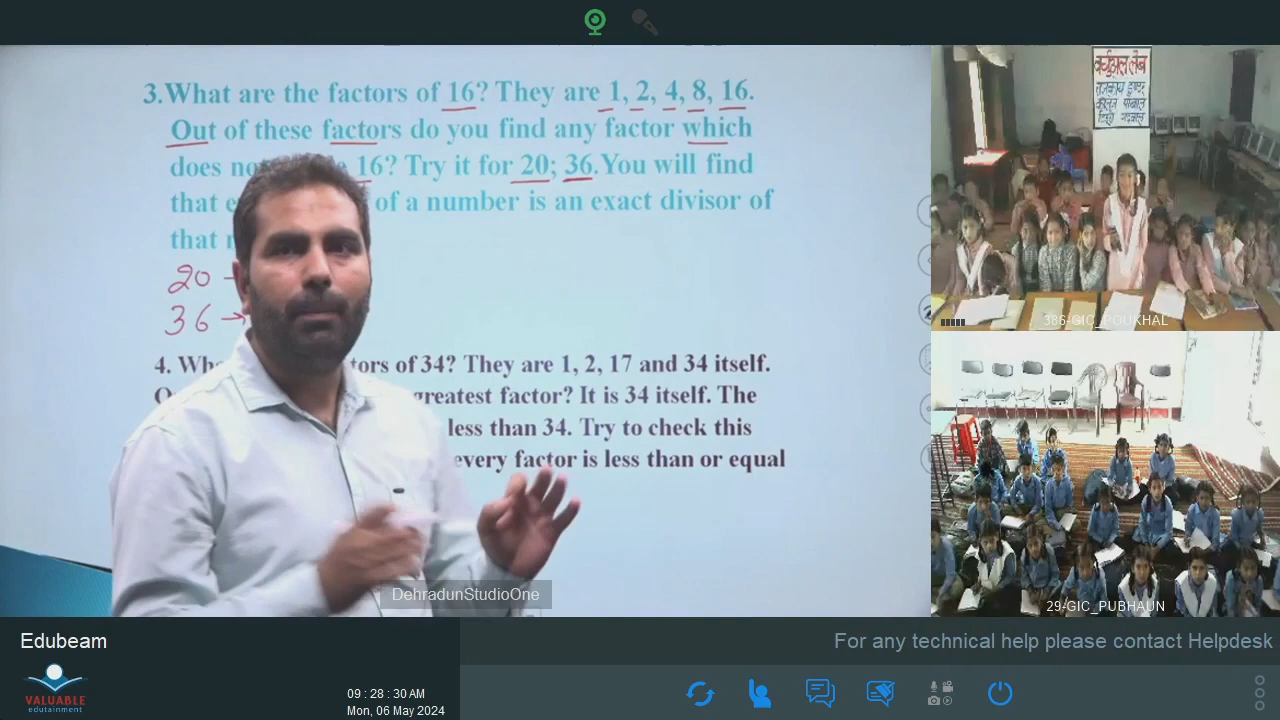 3.What are the factors of 16? They are 1, 2, 4, 8, 16.
Out of these factors do you find any factor which
does no 16? Try it for 20; 36.You will find
that of a number is an exact divisor of
that
20 -
36 →
4. tors of 34? They are 1, 2, 17 and 34 itself.
greatest factor? It is 34 itself. The
less than 34. Try to check this
every factor is less than or equal
DehradunStudioOne
वर्चुअल लैब
राजकीय इण्टर
386-GIC_POUKHAL
29-GIC_PUBHAUN
Edubeam
For any technical help please contact Helpdesk
VALUABLE
edutainment
09 : 28 : 30 AM
Mon, 06 May 2024